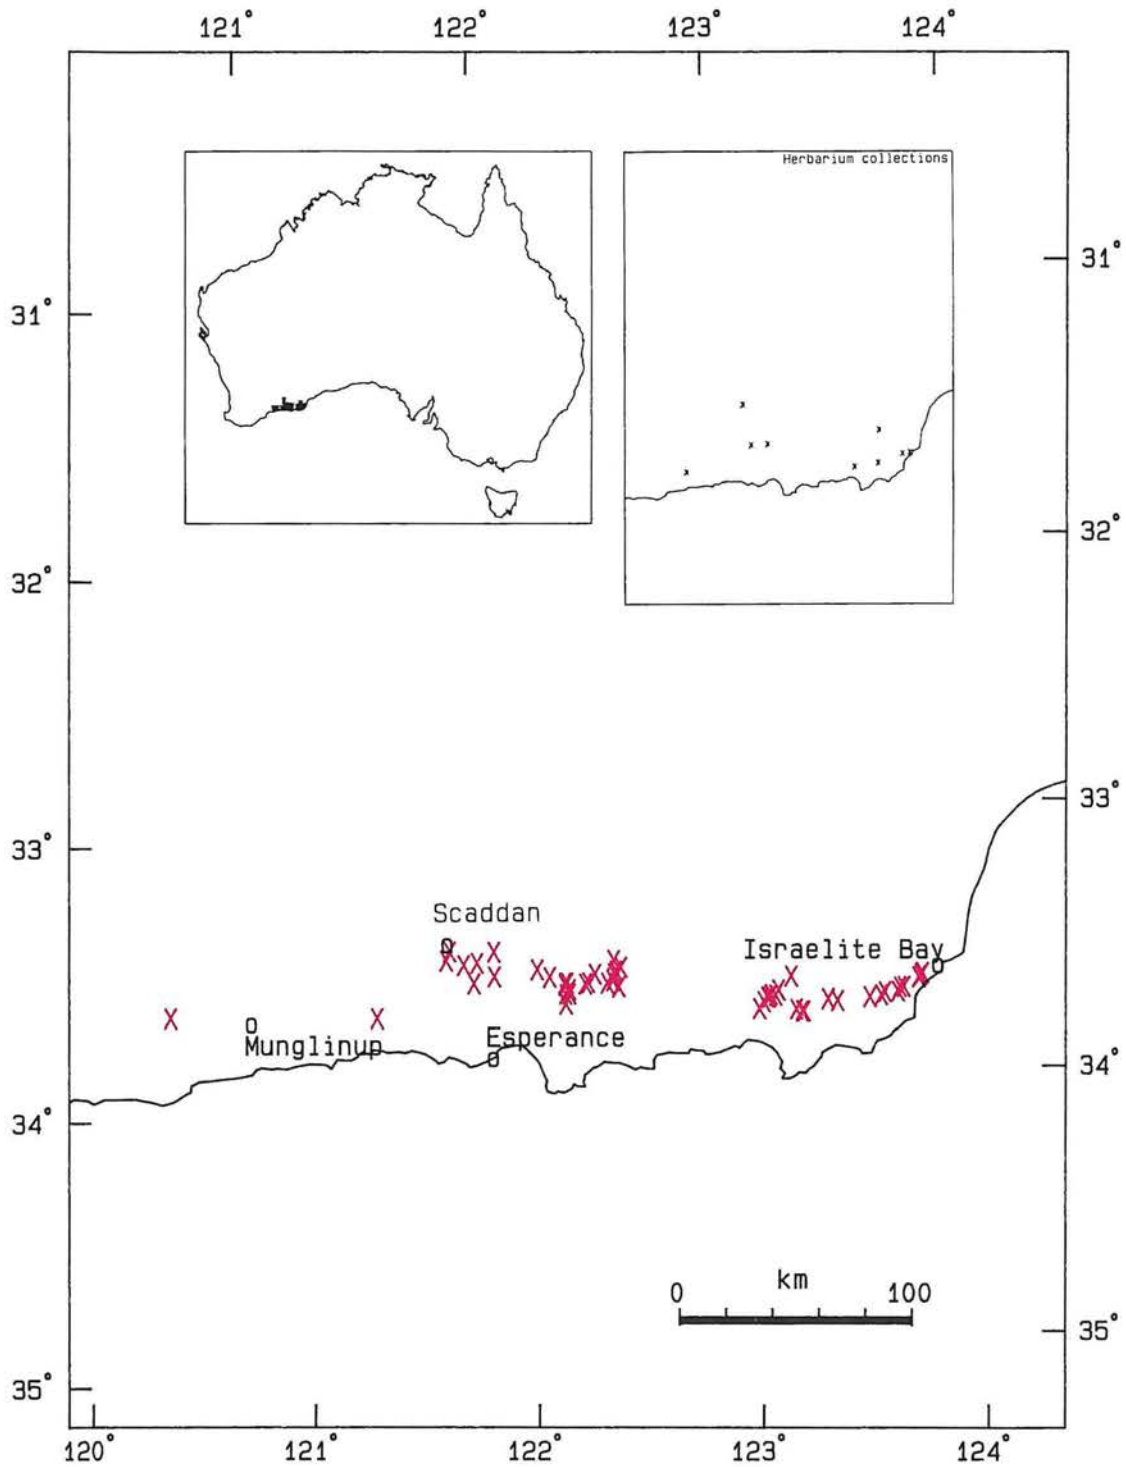 121° 122° 123° 124°
Herbarium collections
31°
31°
32°
32°
33°
33°
Scaddan
Israelite Bay
Esperance
Munglinup
34°
34°
0 km 100
35°
35°
120° 121° 122° 123° 124°